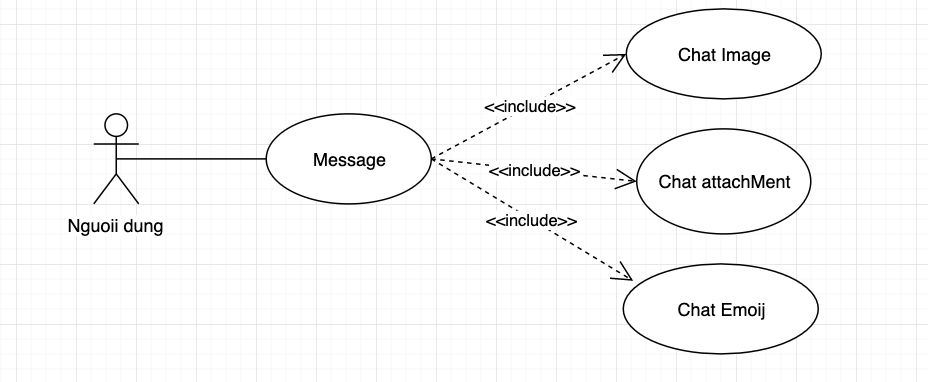 Chat Image
<<include>>
Message
<<include>>
Chat attachMent
Nguoii dung
<<include>>
Chat Emoij